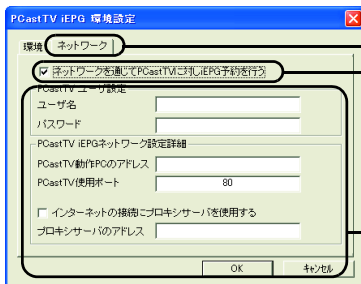 PCastTV iEPG 環境設定
環境 ネットワーク
ネットワークを通じてPCastTVに対しiEPG予約を行う
PCastTV ユーザ設定
ユーザ名
パスワード
PCastTV iEPGネットワーク設定詳細
PCastTV動作PCのアドレス
PCastTV使用ポート 80
インターネットの接続にプロキシサーバを使用する
プロキシサーバのアドレス
OK キャンセル